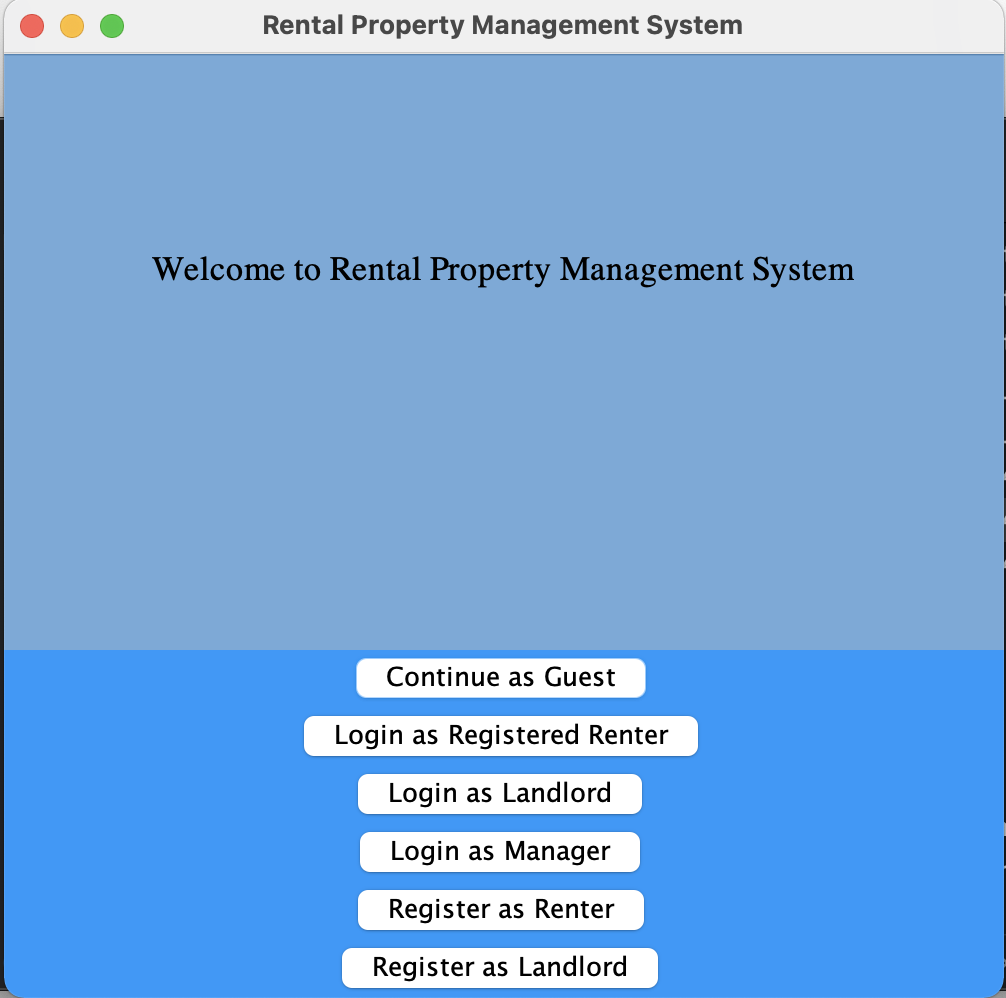 Rental Property Management System
Welcome to Rental Property Management System
Continue as Guest
Login as Registered Renter
Login as Landlord
Login as Manager
Register as Renter
Register as Landlord